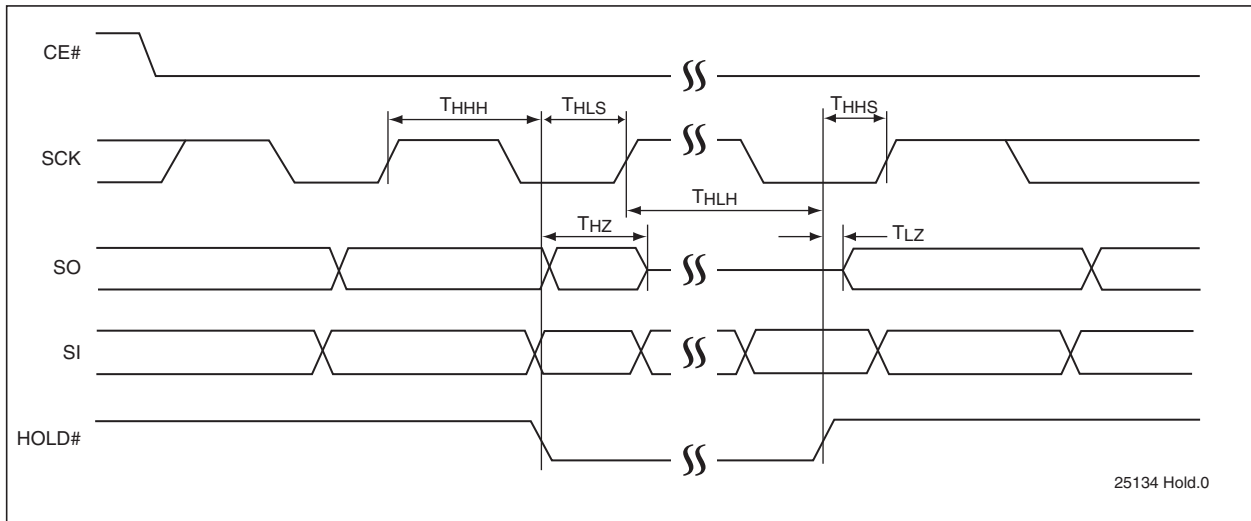 CE#
THHH
THLS
THHS
SCK
THLH
THZ
TLZ
SO
SI
HOLD#
25134 Hold.0